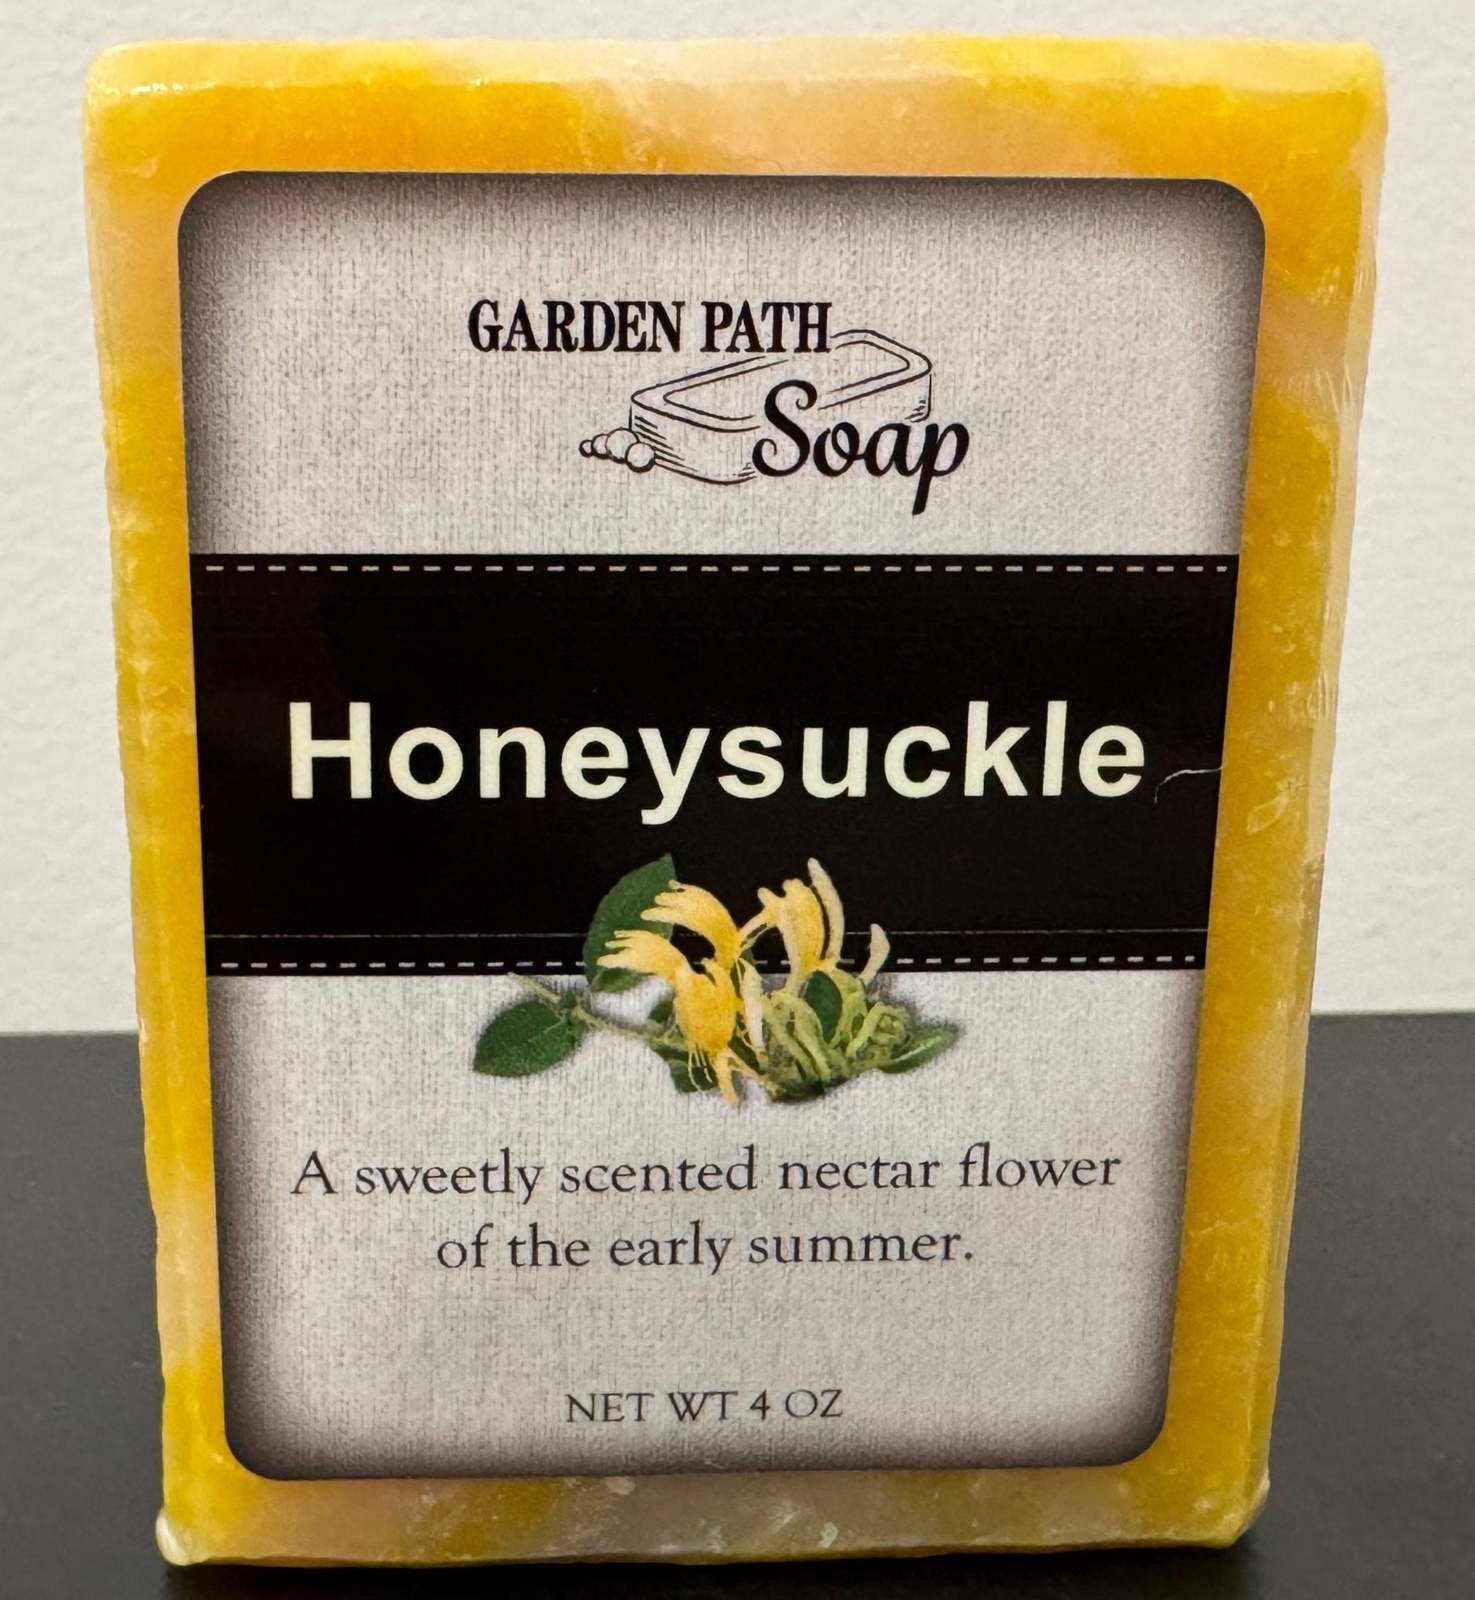 GARDEN PATH
Soap
Honeysuckle
A sweetly scented nectar flower
of the early summer.
NET WT 4 OZ